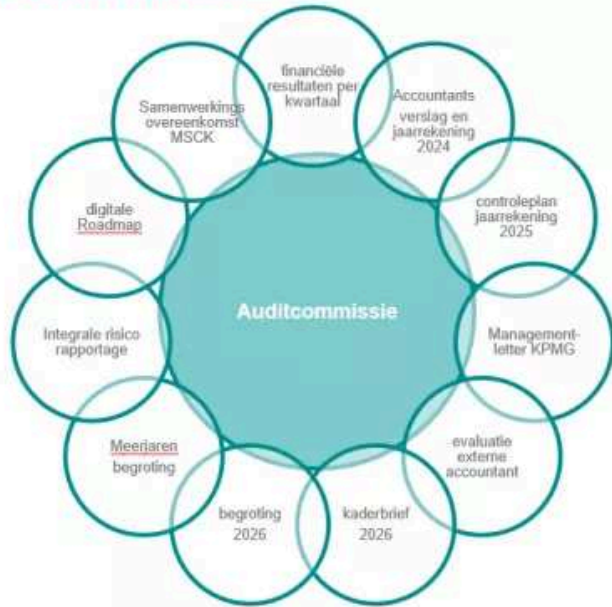 financiële
resultaten per
kwartaal
Accountants
verslag en
jaarrekening
2024
controleplan
jaarrekening
2025
Management-
letter KPMG
evaluatie
externe
accountant
kaderbrief
2026
begroting
2026
Meerjaren
begroting
Integrale risico
rapportage
digitale
Roadmap
Samenwerkings
overeenkomst
MSCK
Auditcommissie